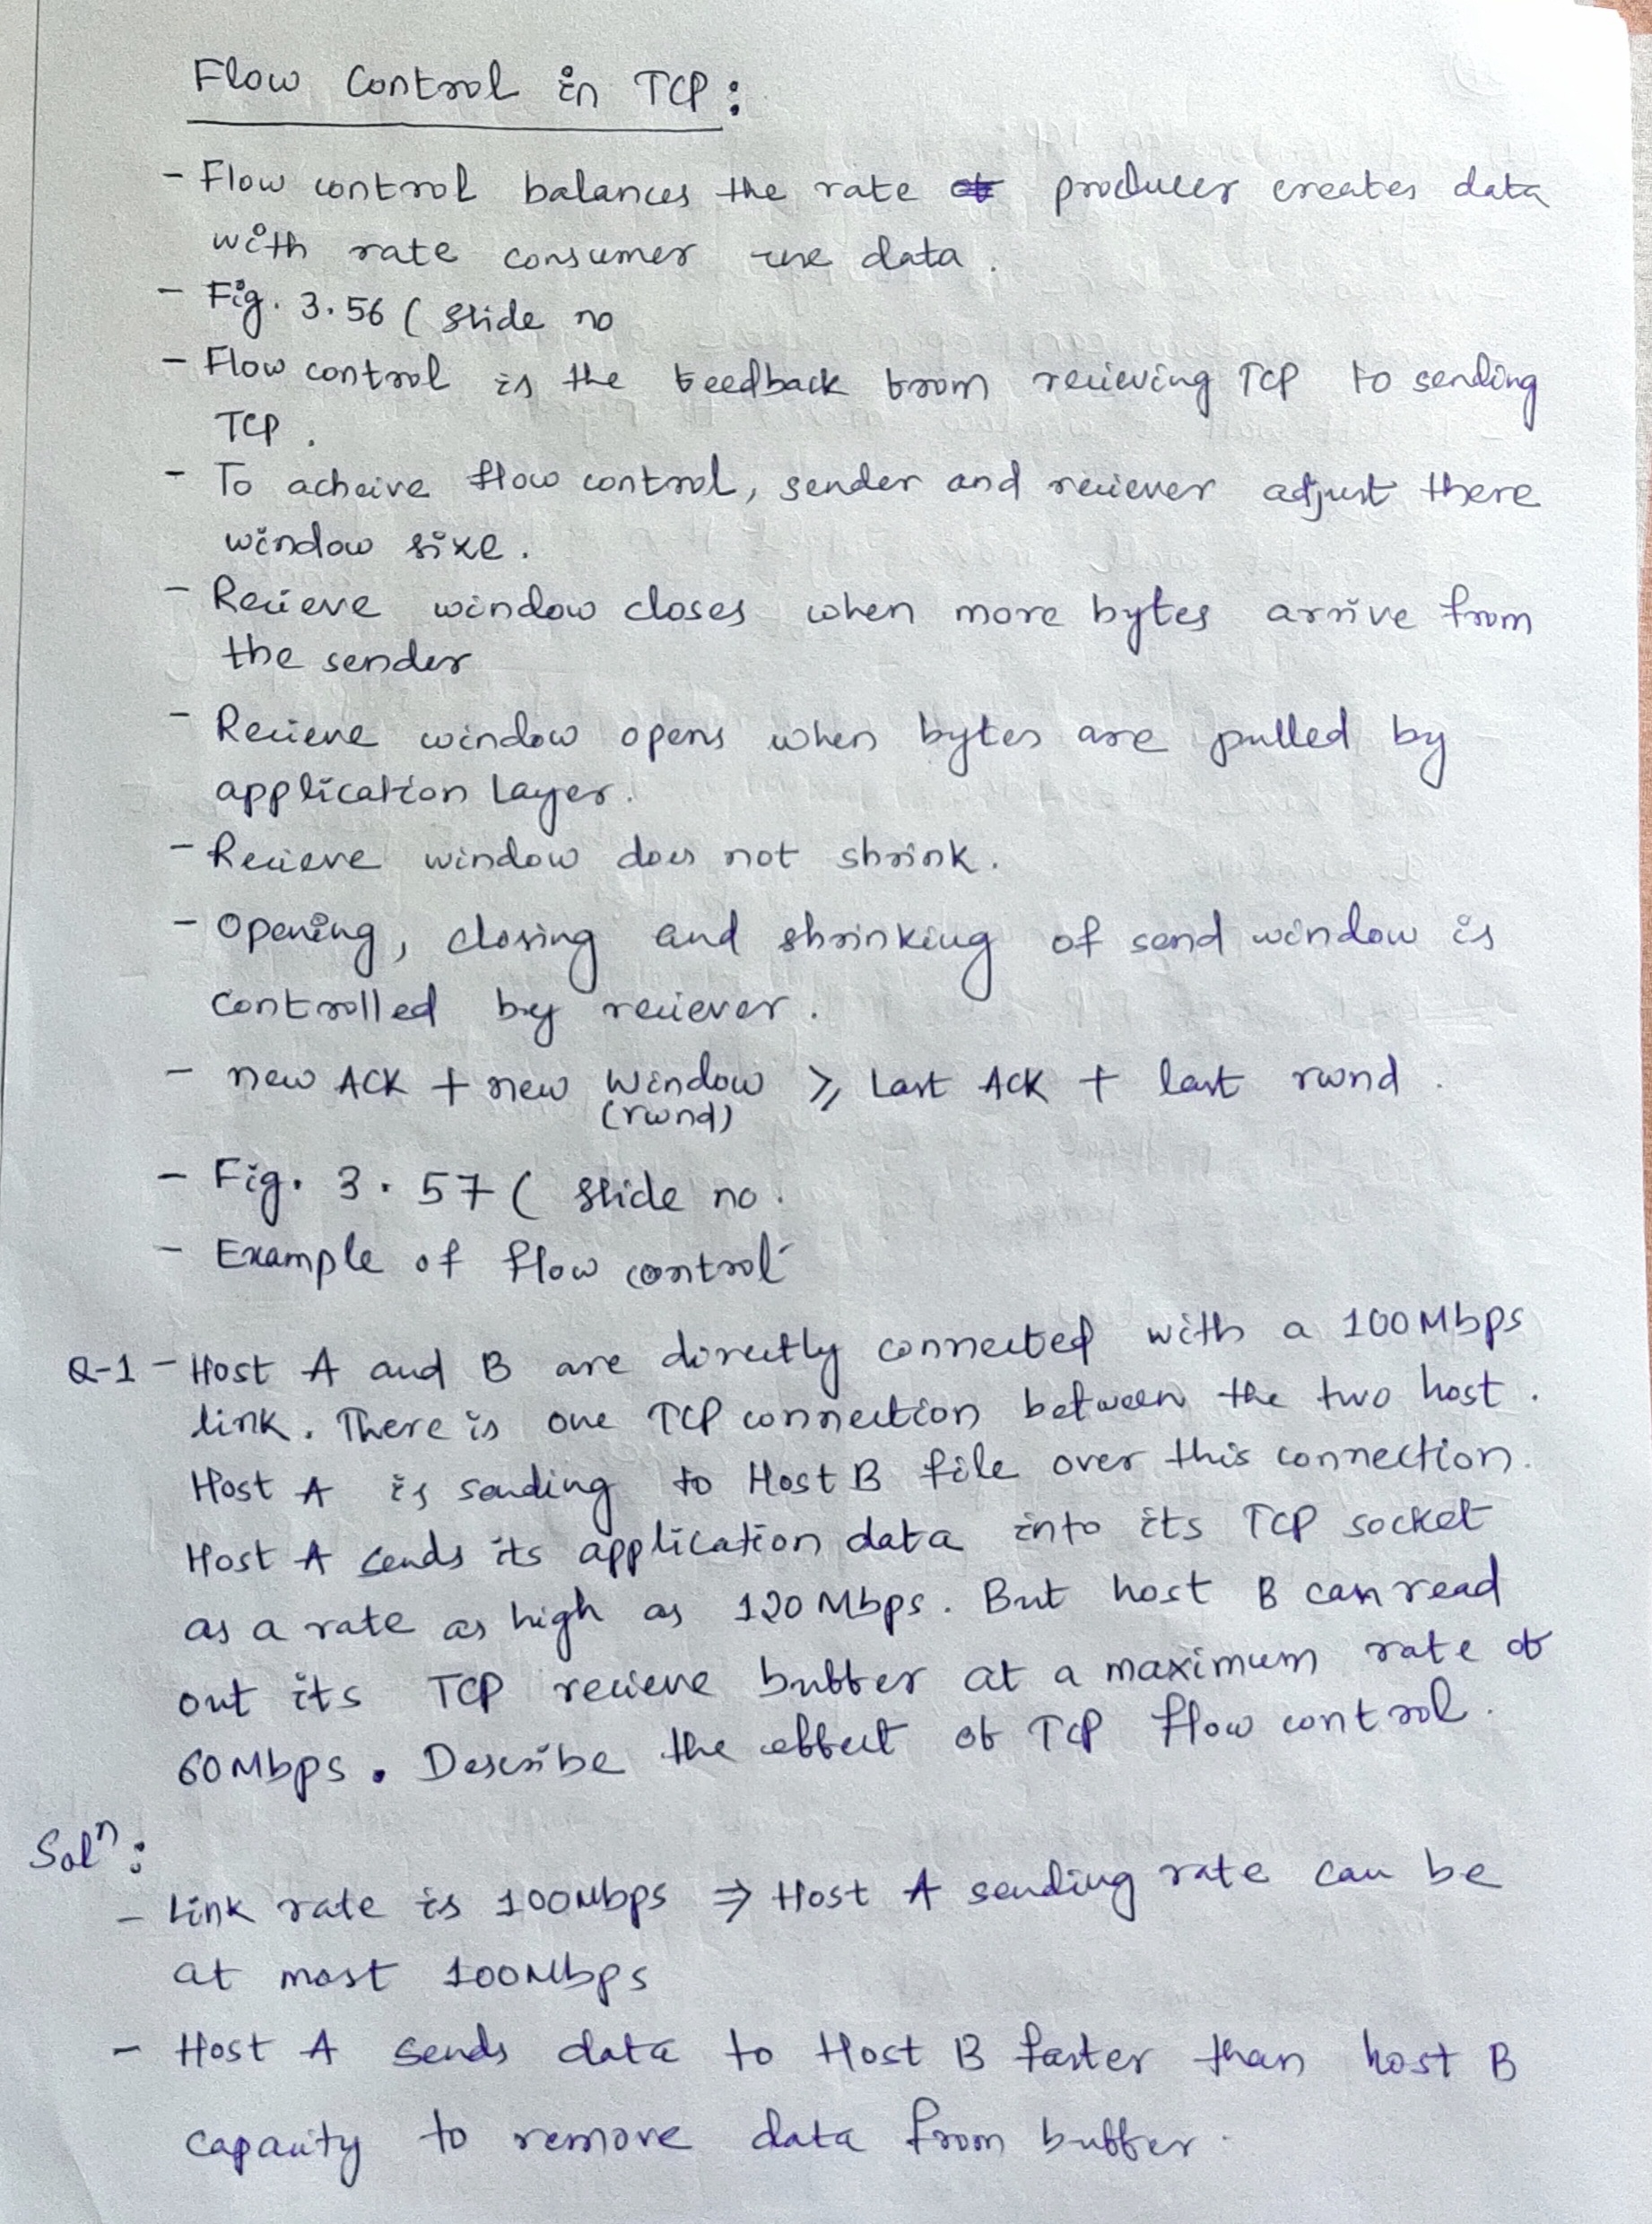 Flow Control in TCP :
- Flow control balances the rate producer creates data
with rate consumer use data .
- Fig. 3.56 ( Slide no
- Flow control is the feedback from recieving TCP to sending
TCP .
- To acheive flow control, sender and reciever adjust there
window size .
- Recieve window closes when more bytes arrive from
the sender
- Recieve window opens when bytes are pulled by
application Layer.
- Recieve window does not shrink .
- Opening, closing and shrinking of send window is
controlled by reciever .
- new ACK + new Window ≥ Last ACK + last rwnd .
(rwnd)
- Fig. 3.57 ( Slide no .
- Example of flow control
Q-1 - Host A and B are directly connected with a 100Mbps
link. There is one TCP connection between the two host .
Host A is sending to Host B file over this connection.
Host A sends its application data into its TCP socket
as a rate as high as 120 Mbps. But host B can read
out its TCP recieve buffer at a maximum rate of
60Mbps . Describe the effect of TCP flow control .
Solⁿ :
- Link rate is 100Mbps ⇒ Host A sending rate can be
at most 100Mbps
- Host A sends data to Host B faster than host B
capacity to remove data from buffer .